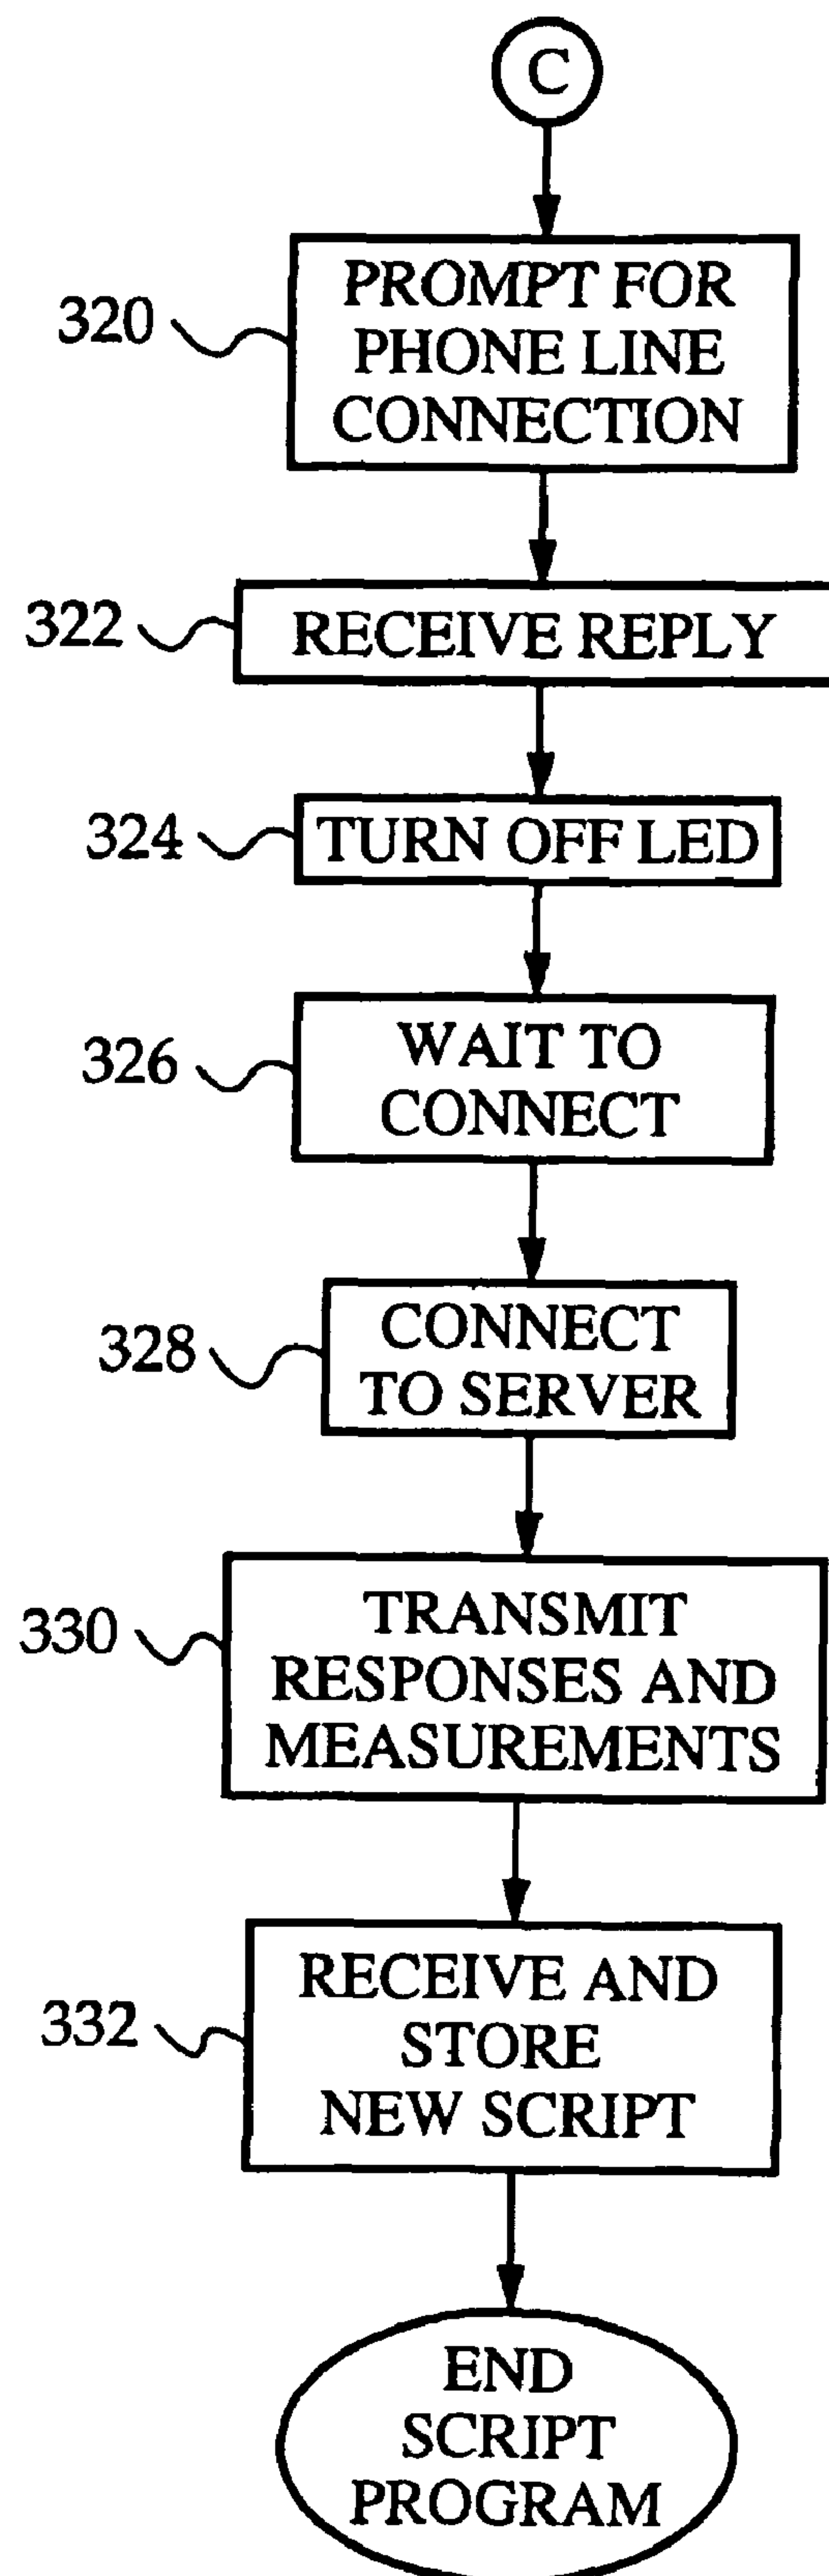 C
320
PROMPT FOR
PHONE LINE
CONNECTION
322
RECEIVE REPLY
324
TURN OFF LED
326
WAIT TO
CONNECT
328
CONNECT
TO SERVER
330
TRANSMIT
RESPONSES AND
MEASUREMENTS
332
RECEIVE AND
STORE
NEW SCRIPT
END
SCRIPT
PROGRAM